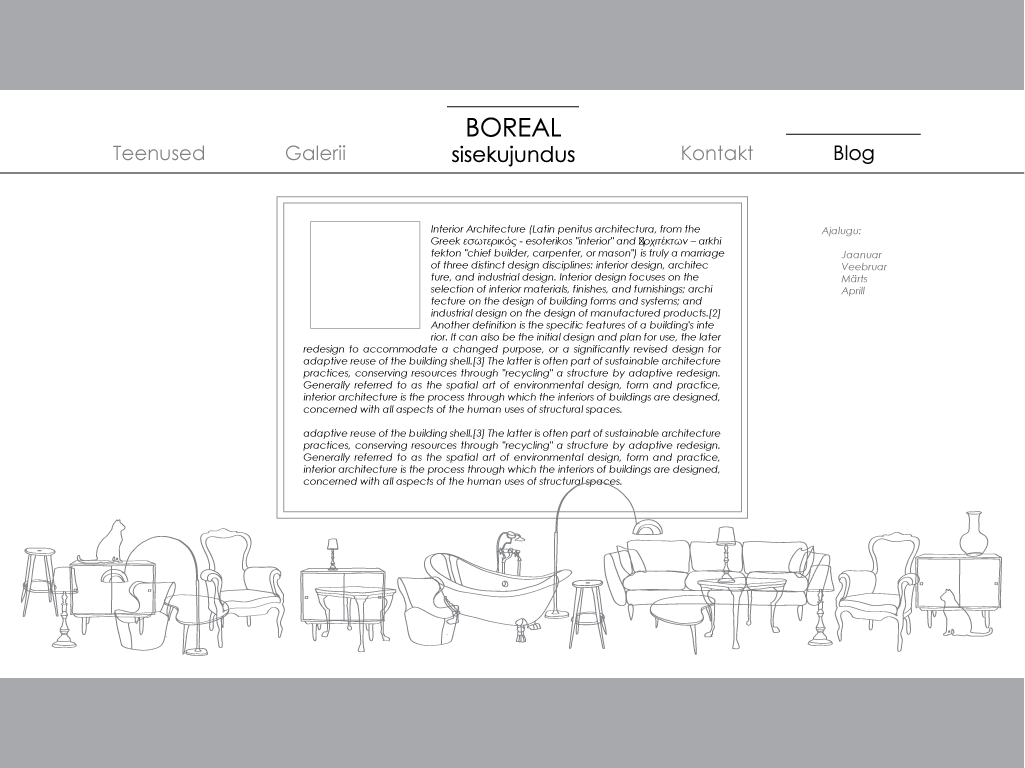 BOREAL
sisekujundus
Teenused
Galerii
Kontakt
Blog
Interior Architecture (Latin penitus architectura, from the
Greek εσωτερικός - esoterikos "interior" and ρχιτέκτων – arkhi
tekton "chief builder, carpenter, or mason") is truly a marriage
of three distinct design disciplines: interior design, architec
ture, and industrial design. Interior design focuses on the
selection of interior materials, finishes, and furnishings; archi
tecture on the design of building forms and systems; and
industrial design on the design of manufactured products.[2]
Another definition is the specific features of a building's inte
rior. It can also be the initial design and plan for use, the later
redesign to accommodate a changed purpose, or a significantly revised design for
adaptive reuse of the building shell.[3] The latter is often part of sustainable architecture
practices, conserving resources through "recycling" a structure by adaptive redesign.
Generally referred to as the spatial art of environmental design, form and practice,
interior architecture is the process through which the interiors of buildings are designed,
concerned with all aspects of the human uses of structural spaces.
adaptive reuse of the building shell.[3] The latter is often part of sustainable architecture
practices, conserving resources through "recycling" a structure by adaptive redesign.
Generally referred to as the spatial art of environmental design, form and practice,
interior architecture is the process through which the interiors of buildings are designed,
concerned with all aspects of the human uses of structural spaces.
Ajalugu:
Jaanuar
Veebruar
Märts
Aprill